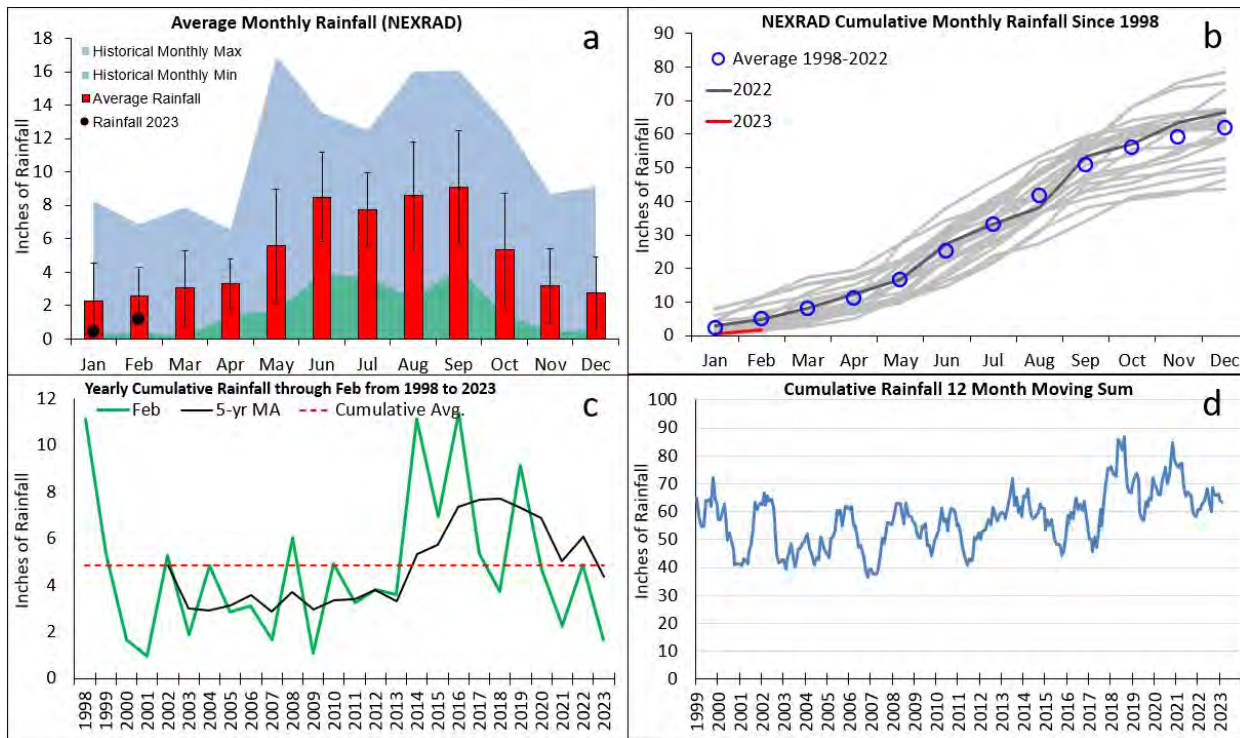 Average Monthly Rainfall (NEXRAD)
a
18
16
14
12
10
8
6
4
2
0
Inches of Rainfall
Historical Monthly Max
Historical Monthly Min
Average Rainfall
Rainfall 2023
Jan Feb Mar Apr May Jun Jul Aug Sep Oct Nov Dec
NEXRAD Cumulative Monthly Rainfall Since 1998
b
90
80
70
60
50
40
30
20
10
0
Inches of Rainfall
Average 1998-2022
2022
2023
Jan Feb Mar Apr May Jun Jul Aug Sep Oct Nov Dec
Yearly Cumulative Rainfall through Feb from 1998 to 2023
c
12
10
8
6
4
2
0
Inches of Rainfall
Feb 5-yr MA Cumulative Avg.
1998 1999 2000 2001 2002 2003 2004 2005 2006 2007 2008 2009 2010 2011 2012 2013 2014 2015 2016 2017 2018 2019 2020 2021 2022 2023
Cumulative Rainfall 12 Month Moving Sum
d
100
90
80
70
60
50
40
30
20
10
0
Inches of Rainfall
1999 2000 2001 2002 2003 2004 2005 2006 2007 2008 2009 2010 2011 2012 2013 2014 2015 2016 2017 2018 2019 2020 2021 2022 2023